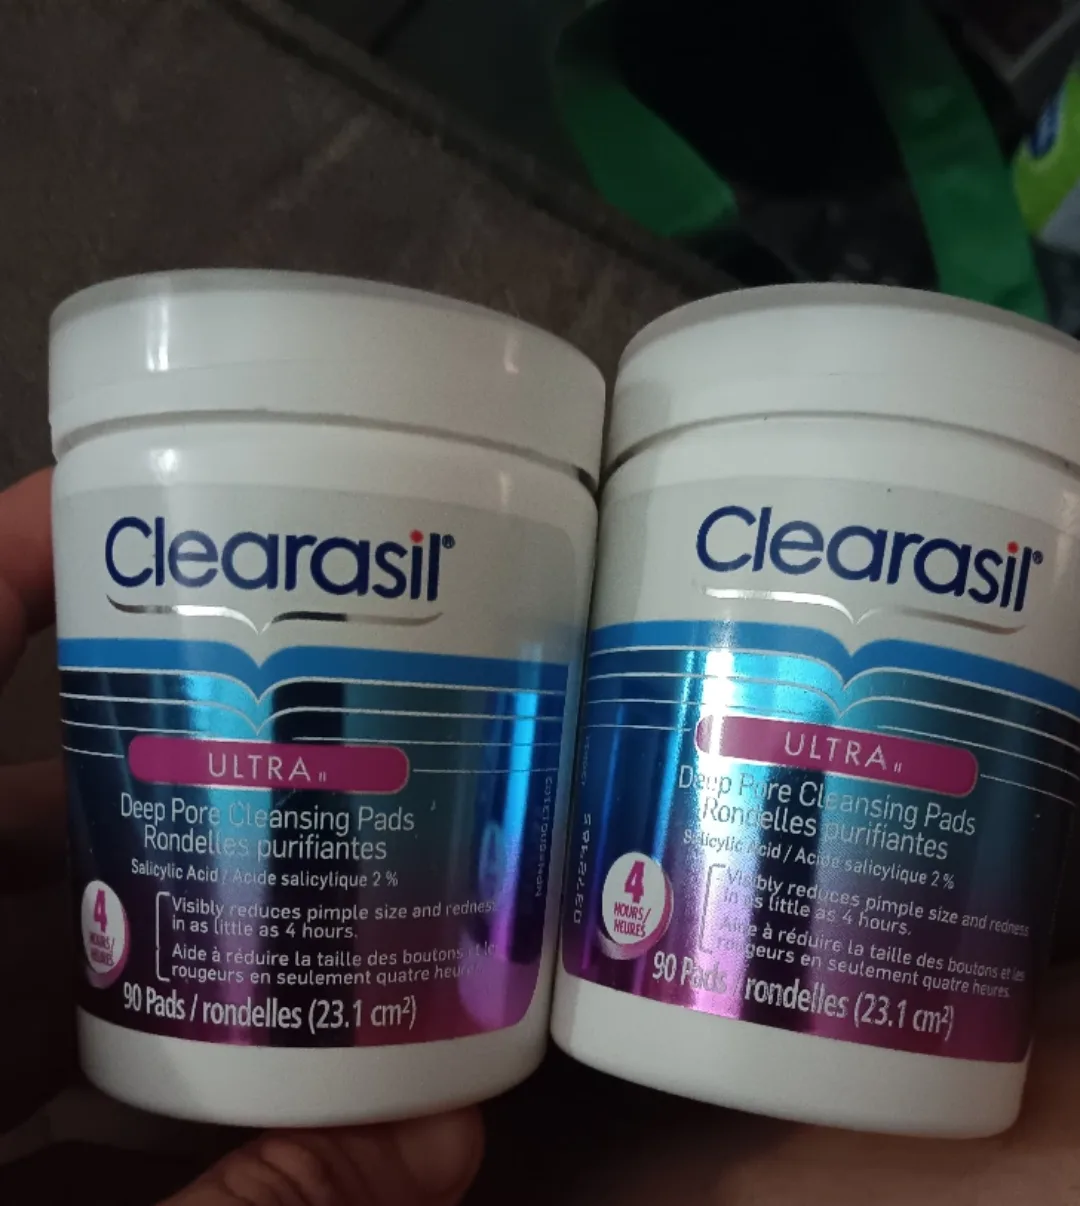 Clearasil®
ULTRA
Deep Pore Cleansing Pads
Rondelles purifiantes
Salicylic Acid / Acide salicylique 2 %
4
HOURS/
HEURES
Visibly reduces pimple size and redness
in as little as 4 hours.
Aide à réduire la taille des boutons et le
rougeurs en seulement quatre heures
90 Pads / rondelles (23.1 cm²)
Clearasil®
ULTRA
Deep Pore Cleansing Pads
Rondelles purifiantes
Salicylic Acid / Acide salicylique 2 %
4
HOURS/
HEURES
Visibly reduces pimple size and redness
in as little as 4 hours.
Aide à réduire la taille des boutons et les
rougeurs en seulement quatre heures.
90 Pads / rondelles (23.1 cm²)